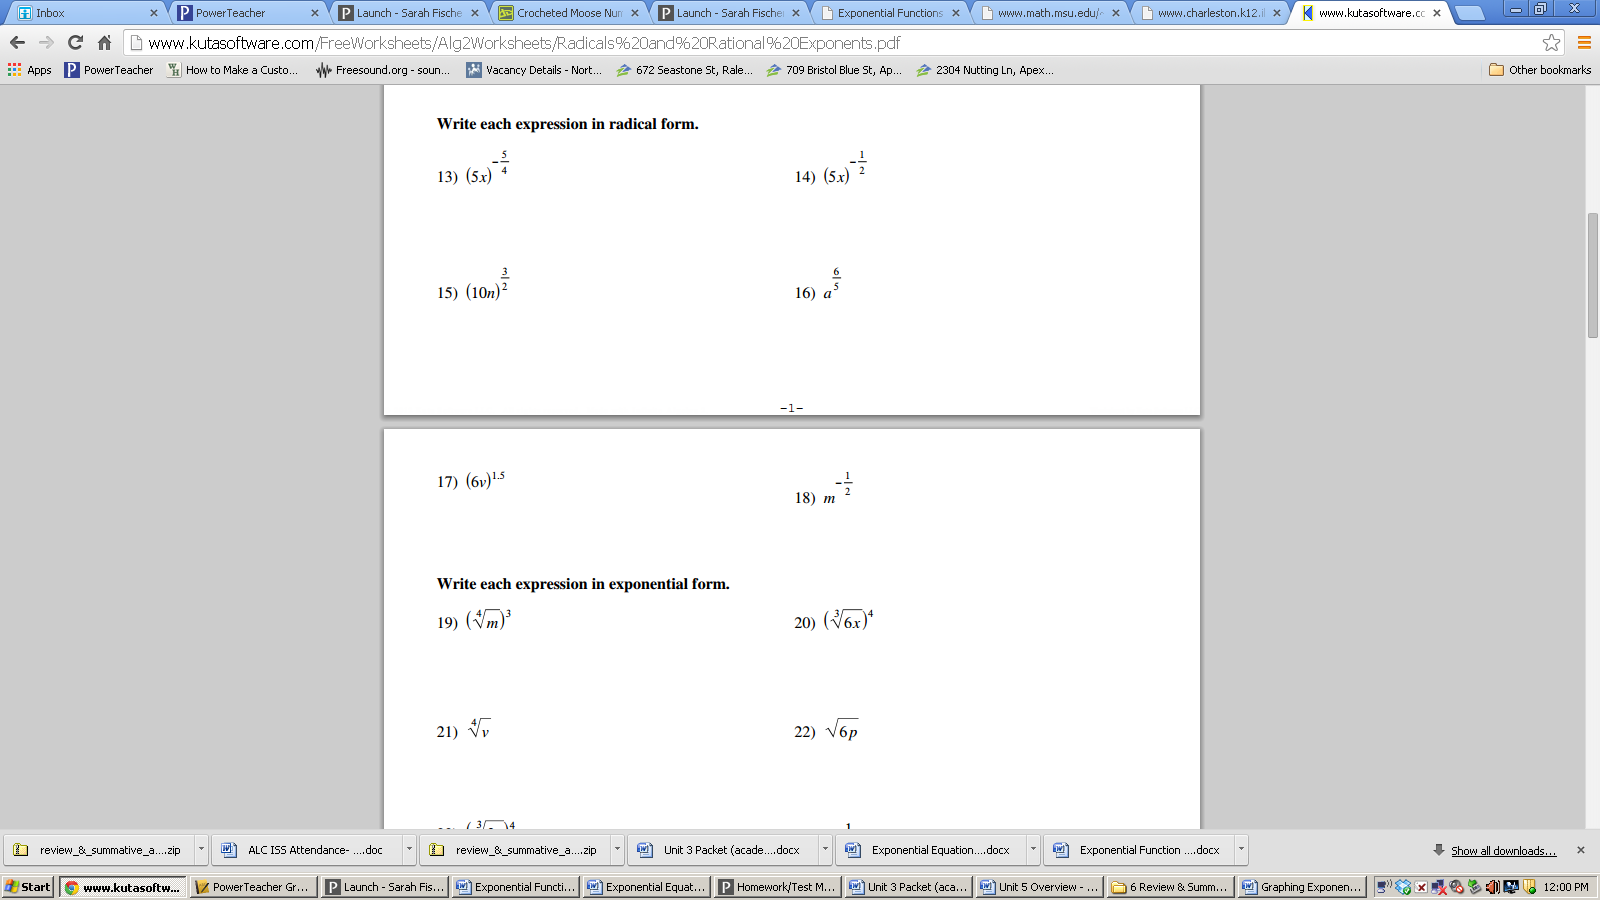 Inbox PowerTeacher Launch - Sarah Fische Crocheted Moose Num Launch - Sarah Fische Exponential Functions www.math.msu.edu/ www.charleston.k12.il www.kutasoftware.cc
www.kutasoftware.com/FreeWorksheets/Alg2Worksheets/Radicals%20and%20Rational%20Exponents.pdf
Apps PowerTeacher How to Make a Custo... Freesound.org - soun... Vacancy Details - Nort... 672 Seastone St, Rale... 709 Bristol Blue St, Ap... 2304 Nutting Ln, Apex... Other bookmarks
Write each expression in radical form.
13) (5x)^(-5/4) 14) (5x)^(-1/2)
15) (10n)^(3/2) 16) a^(6/5)
-1-
17) (6v)^1.5 18) m^(-1/2)
Write each expression in exponential form.
19) (∜m)^3 20) (∛6x)^4
21) ∜v 22) √6p
review_&_summative_a....zip ALC ISS Attendance- ....doc review_&_summative_a....zip Unit 3 Packet (acade....docx Exponential Equation....docx Exponential Function ....docx Show all downloads...
Start www.kutasoftw... PowerTeacher Gr... Launch - Sarah Fis... Exponential Functi... Exponential Equat... Homework/Test M... Unit 3 Packet (aca... Unit 5 Overview - ... 6 Review & Summ... Graphing Exponen... 12:00 PM